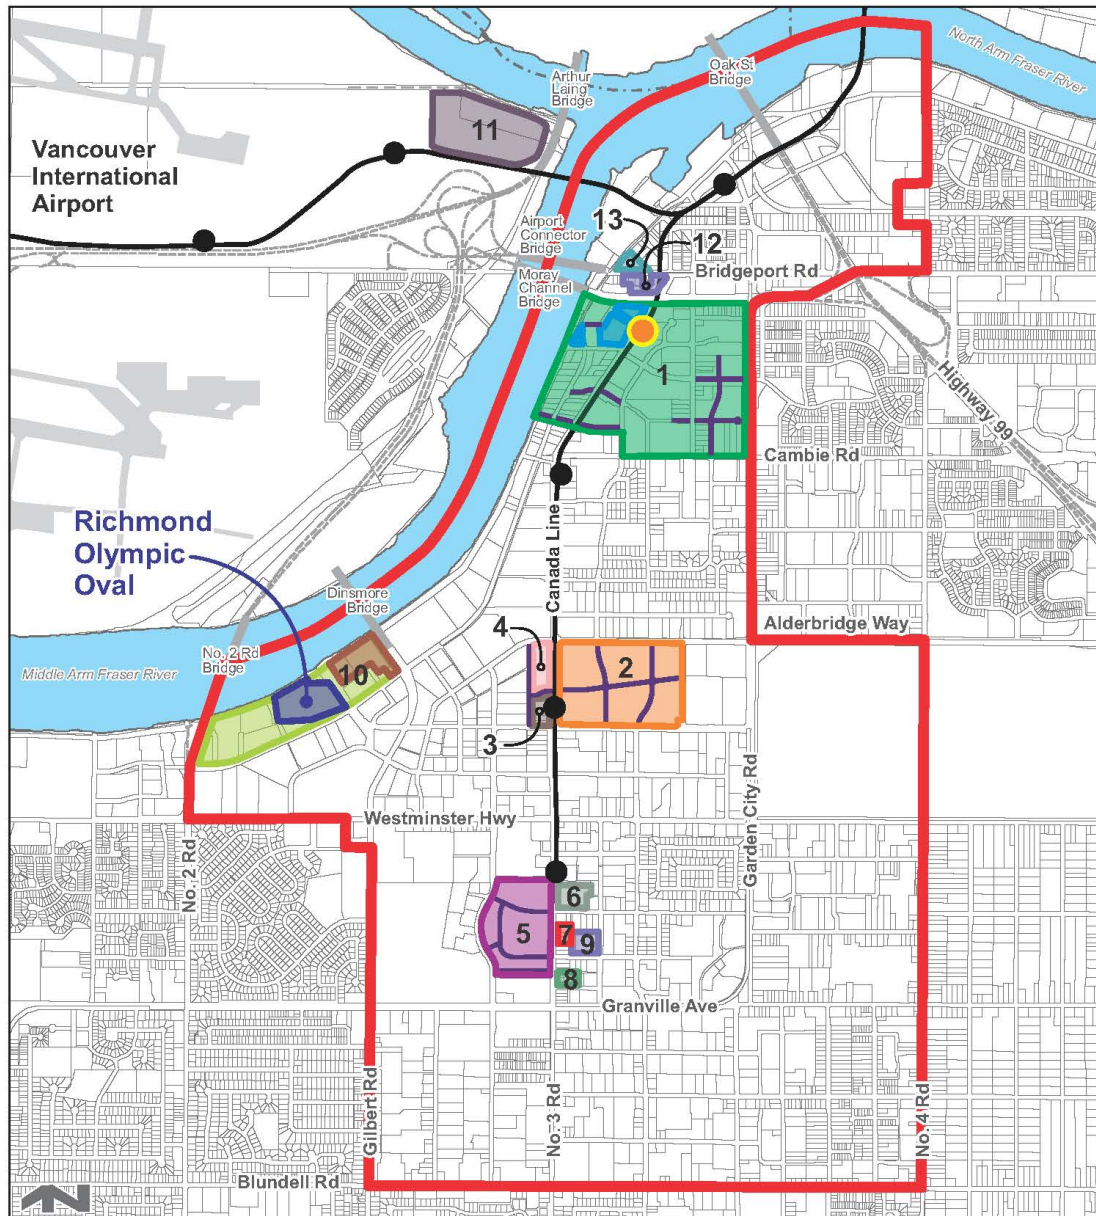 North Arm Fraser River
Oak St
Bridge
Arthur
Laing
Bridge
11
Vancouver
International
Airport
13
12
Airport
Connector
Bridge
Bridgeport Rd
Moray
Channel
Bridge
1
Highway 99
Cambie Rd
Richmond
Olympic
Oval
Canada Line
Dinsmore
Bridge
Alderbridge Way
4
2
No. 2 Rd
Bridge
Middle Arm Fraser River
10
3
Garden City Rd
Westminster Hwy
No. 2 Rd
6
5
7
9
8
Granville Ave
Gilbert Rd
No. 3 Rd
No. 4 Rd
Blundell Rd
N